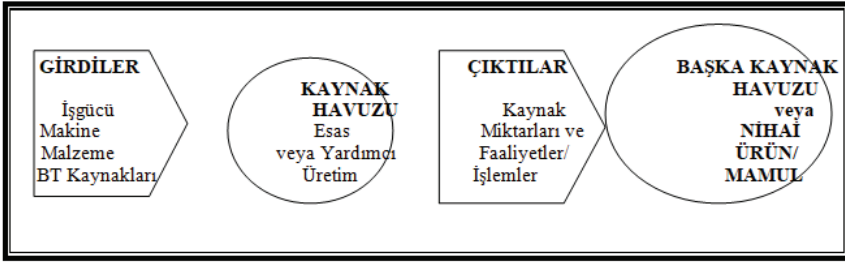 GİRDİLER
İşgücü
Makine
Malzeme
BT Kaynakları
KAYNAK
HAVUZU
Esas
veya Yardımcı
Üretim
ÇIKTILAR
Kaynak
Miktarları ve
Faaliyetler/
İşlemler
BAŞKA KAYNAK
HAVUZU
veya
NİHAİ
ÜRÜN/
MAMUL